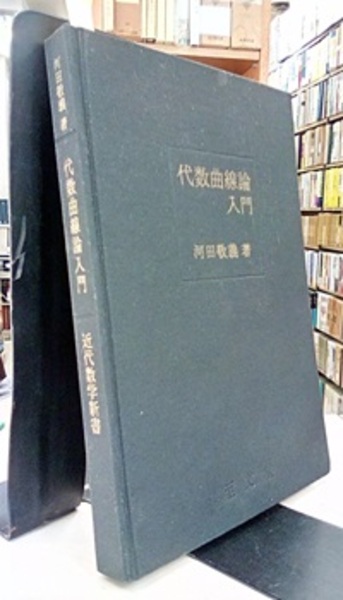 代数曲線論
入門
河田敬義 著
河田敬義 著
代数曲線論入門
近代数学新書